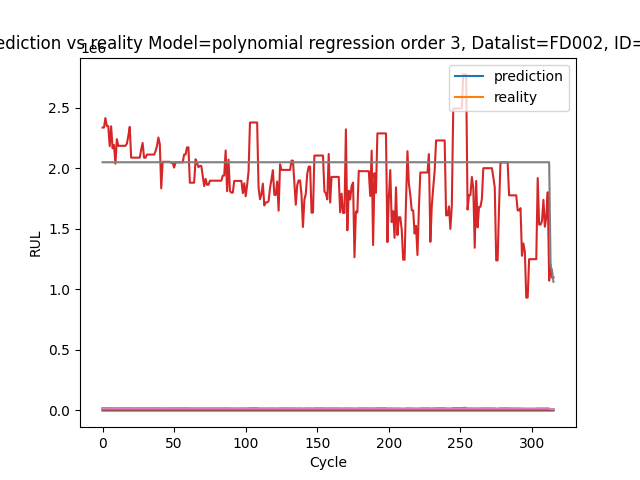 ediction vs reality Model=polynomial regression order 3, Datalist=FD002, ID=
1e6
prediction
reality
2.5
2.0
1.5
1.0
0.5
0.0
RUL
0 50 100 150 200 250 300
Cycle